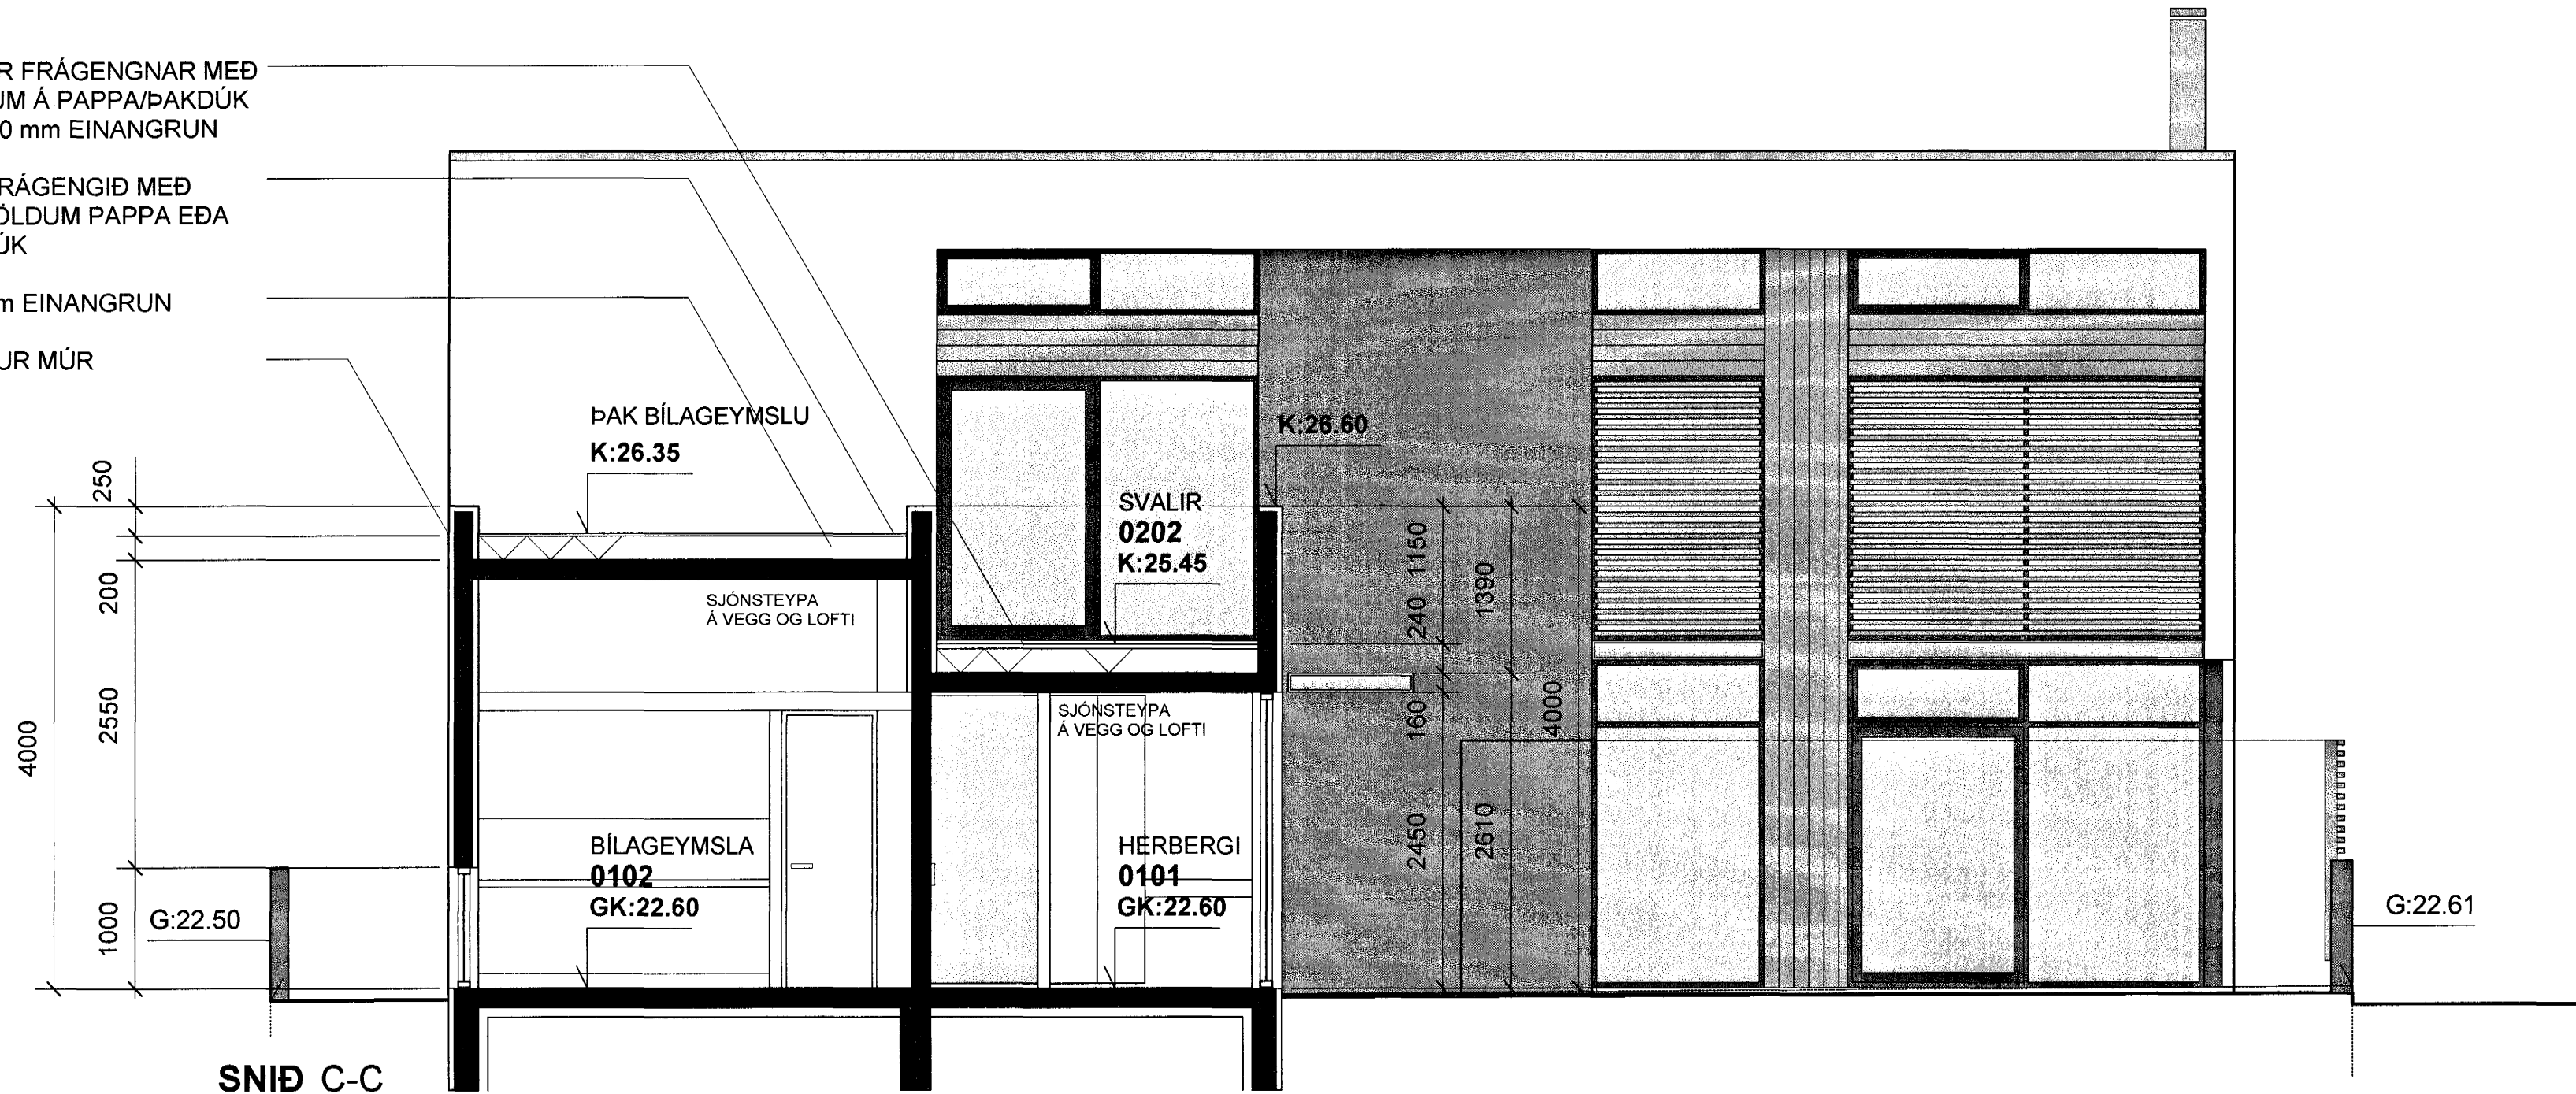 R FRÁGENGNAR MEÐ
UM Á PAPPA/ÞAKDÚK
0 mm EINANGRUN
RÁGENGIÐ MEÐ
ÖLDUM PAPPA EÐA
ÚK
m EINANGRUN
UR MÚR
ÞAK BÍLAGEYMSLU
K:26.35
K:26.60
SVALIR
0202
K:25.45
SJÓNSTEYPA
Á VEGG OG LOFTI
SJÓNSTEYPA
Á VEGG OG LOFTI
BÍLAGEYMSLA
0102
GK:22.60
HERBERGI
0101
GK:22.60
250
200
2550
1000
4000
1150
240
160
2450
1390
2610
4000
G:22.50
G:22.61
SNIÐ C-C